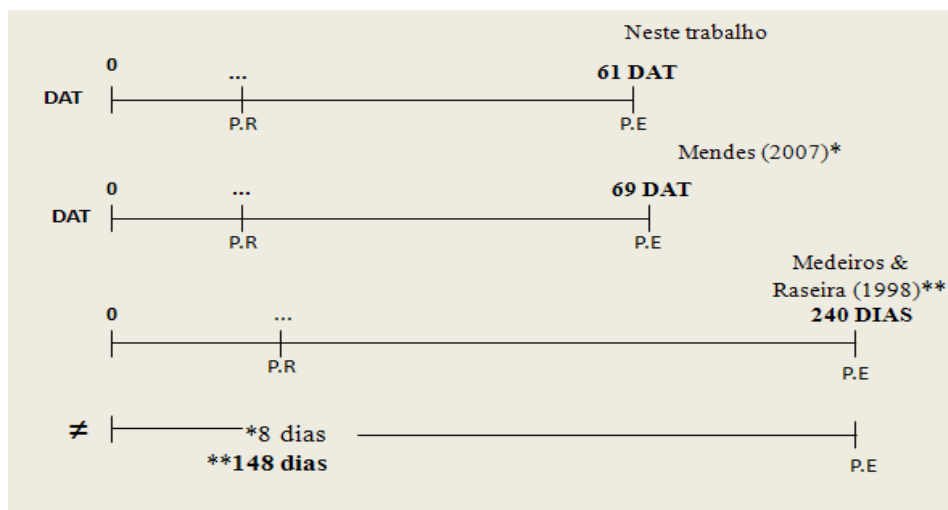 Neste trabalho
0 ... 61 DAT
DAT
P.R P.E
Mendes (2007)*
0 ... 69 DAT
DAT
P.R P.E
Medeiros &
Raseira (1998)**
0 ... 240 DIAS
P.R P.E
≠ *8 dias
**148 dias P.E